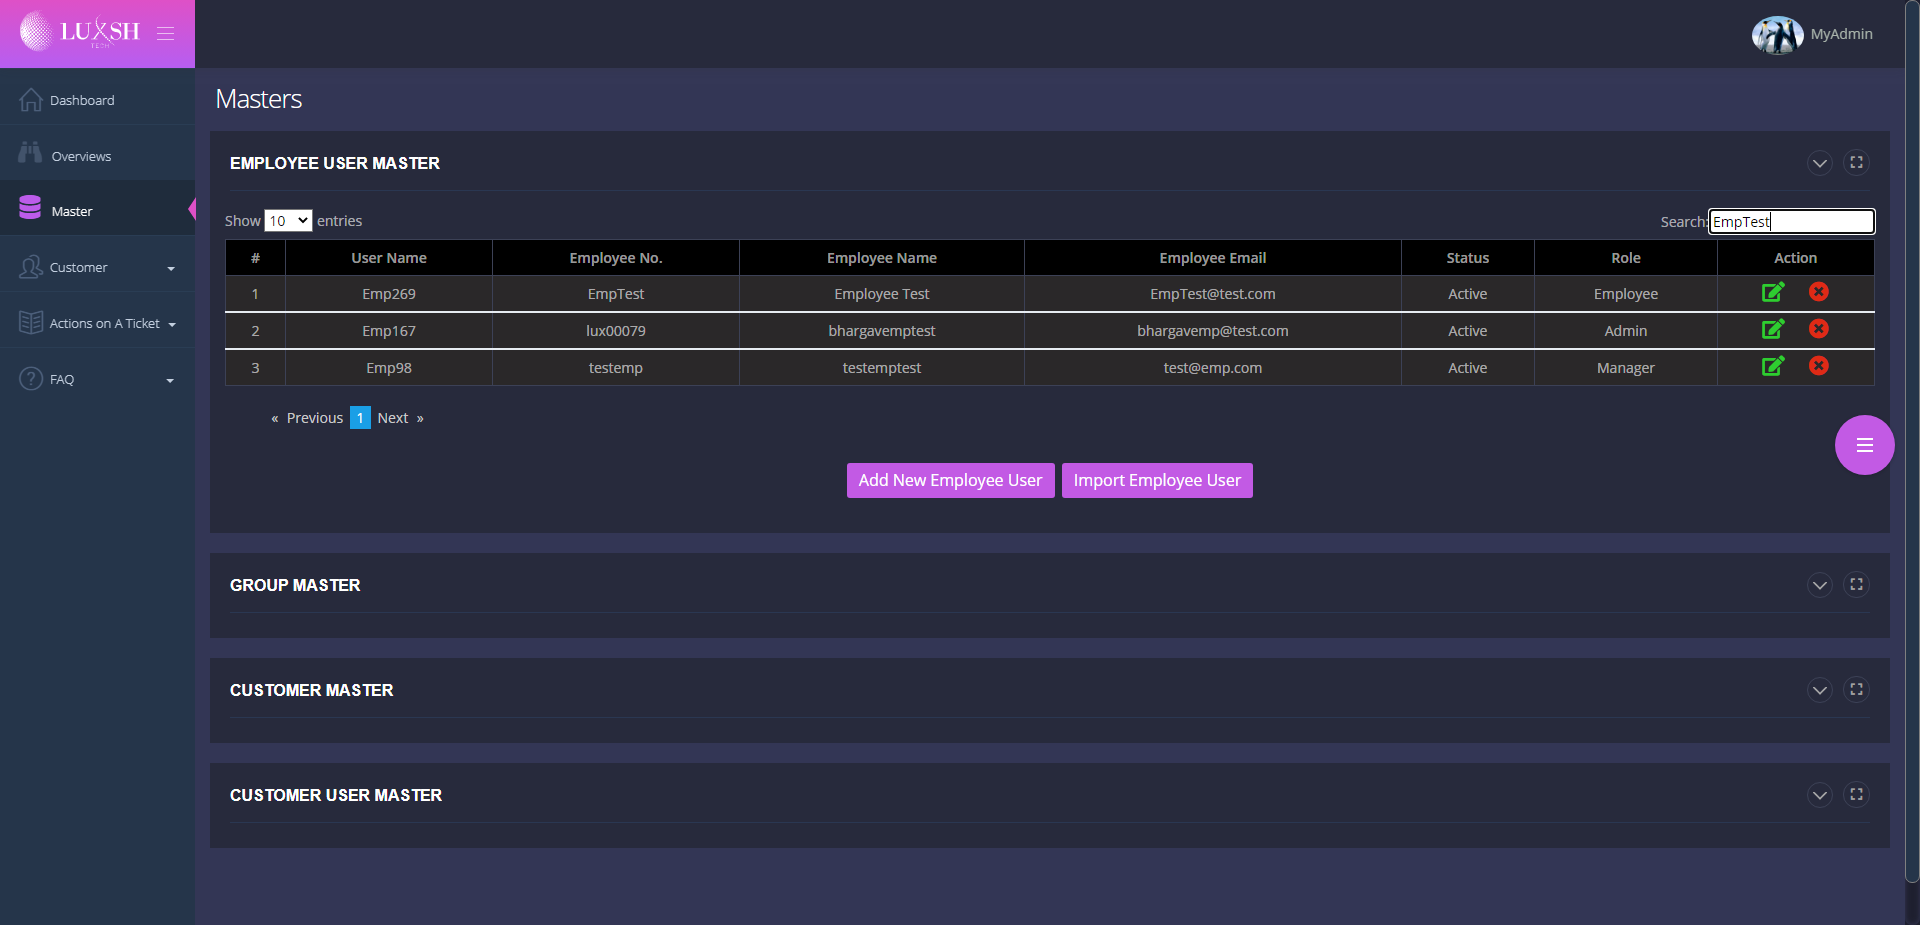 LUXSH
TECH
MyAdmin
Dashboard
Overviews
Master
Customer
Actions on A Ticket
FAQ
Masters
EMPLOYEE USER MASTER
Show 10 entries
Search: EmpTest
# User Name Employee No. Employee Name Employee Email Status Role Action
1 Emp269 EmpTest Employee Test EmpTest@test.com Active Employee
2 Emp167 lux00079 bhargavemptest bhargavemp@test.com Active Admin
3 Emp98 testemp testemptest test@emp.com Active Manager
« Previous 1 Next »
Add New Employee User Import Employee User
GROUP MASTER
CUSTOMER MASTER
CUSTOMER USER MASTER